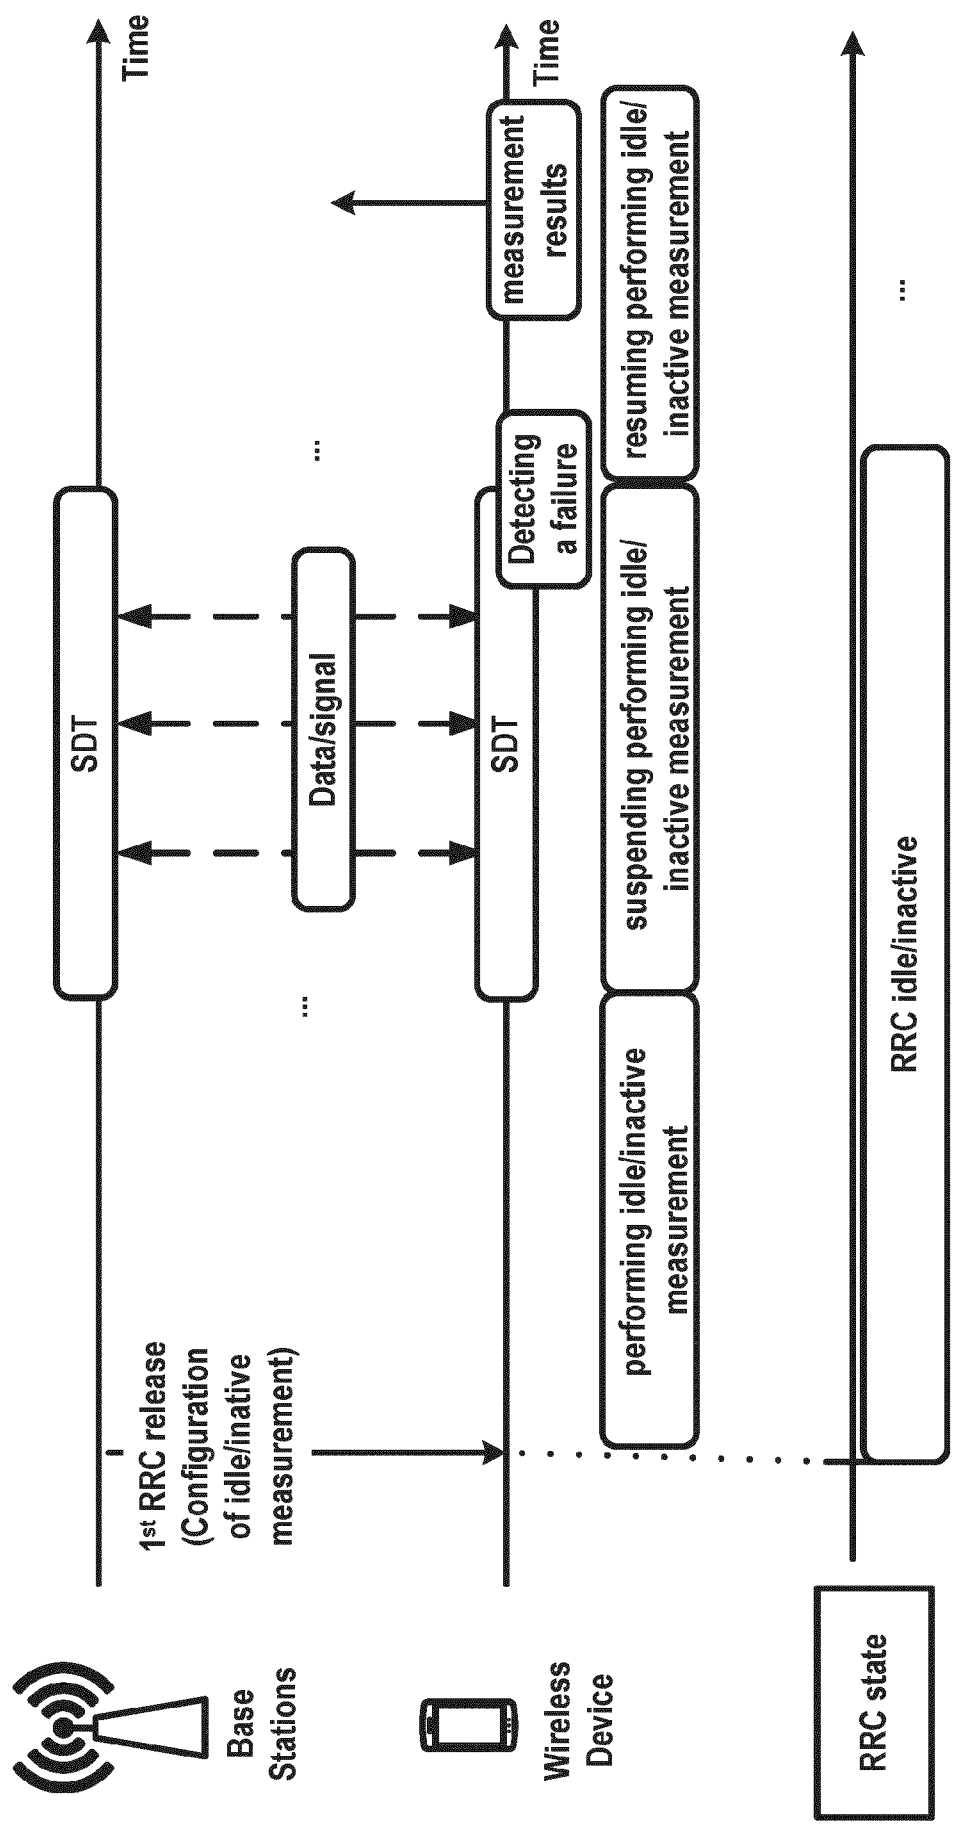 Base
Stations
1st RRC release
(Configuration
of idle/inative
measurement)
SDT
Time
...
Data/signal
...
Wireless
Device
SDT
Detecting
a failure
measurement
results
Time
performing idle/inactive
measurement
suspending performing idle/
inactive measurement
resuming performing idle/
inactive measurement
RRC state
RRC idle/inactive
...